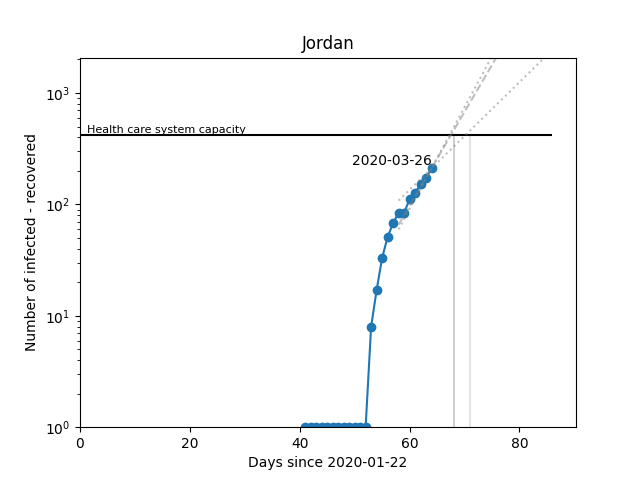 Jordan
Number of infected - recovered
10³
10²
10¹
10⁰
Health care system capacity
2020-03-26
0 20 40 60 80
Days since 2020-01-22